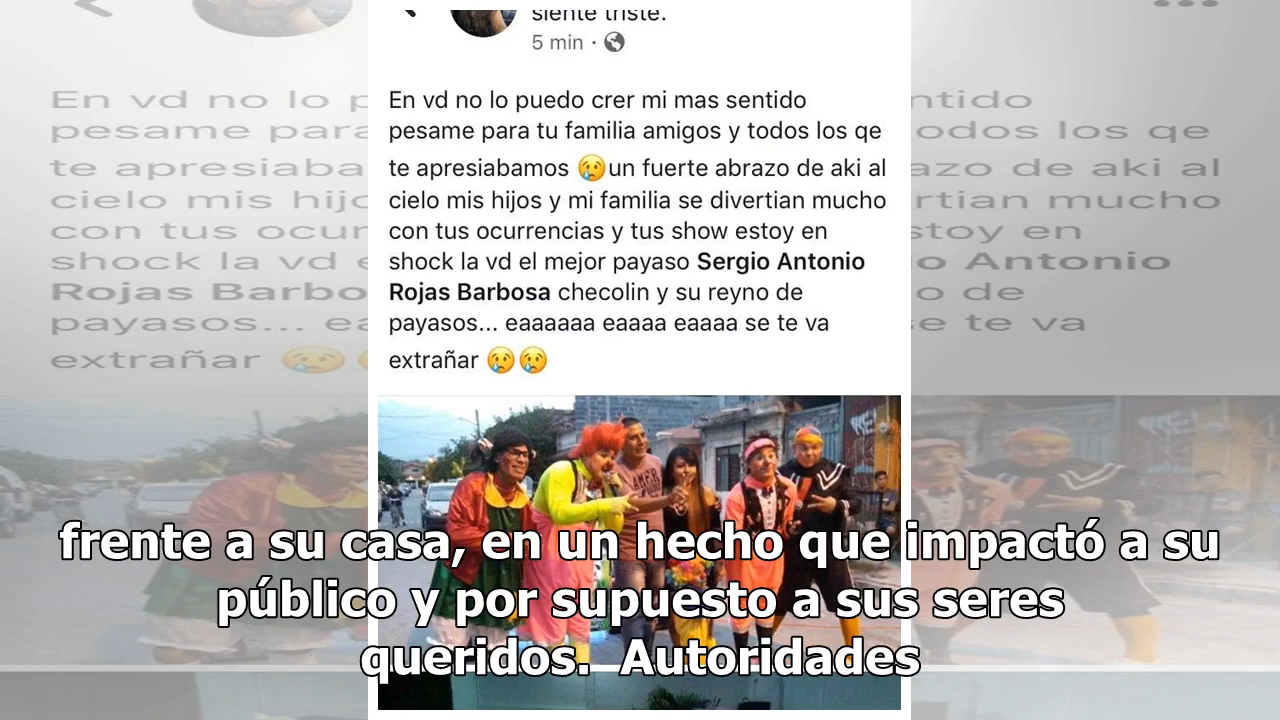 siente triste.
5 min ·
En vd no lo puedo crer mi mas sentido
pesame para tu familia amigos y todos los qe
te apresiabamos 😢un fuerte abrazo de aki al
cielo mis hijos y mi familia se divertian mucho
con tus ocurrencias y tus show estoy en
shock la vd el mejor payaso Sergio Antonio
Rojas Barbosa checolin y su reyno de
payasos... eaaaaaa eaaaa eaaaa se te va
extrañar 😢😢
frente a su casa, en un hecho que impactó a su
público y por supuesto a sus seres
queridos. Autoridades